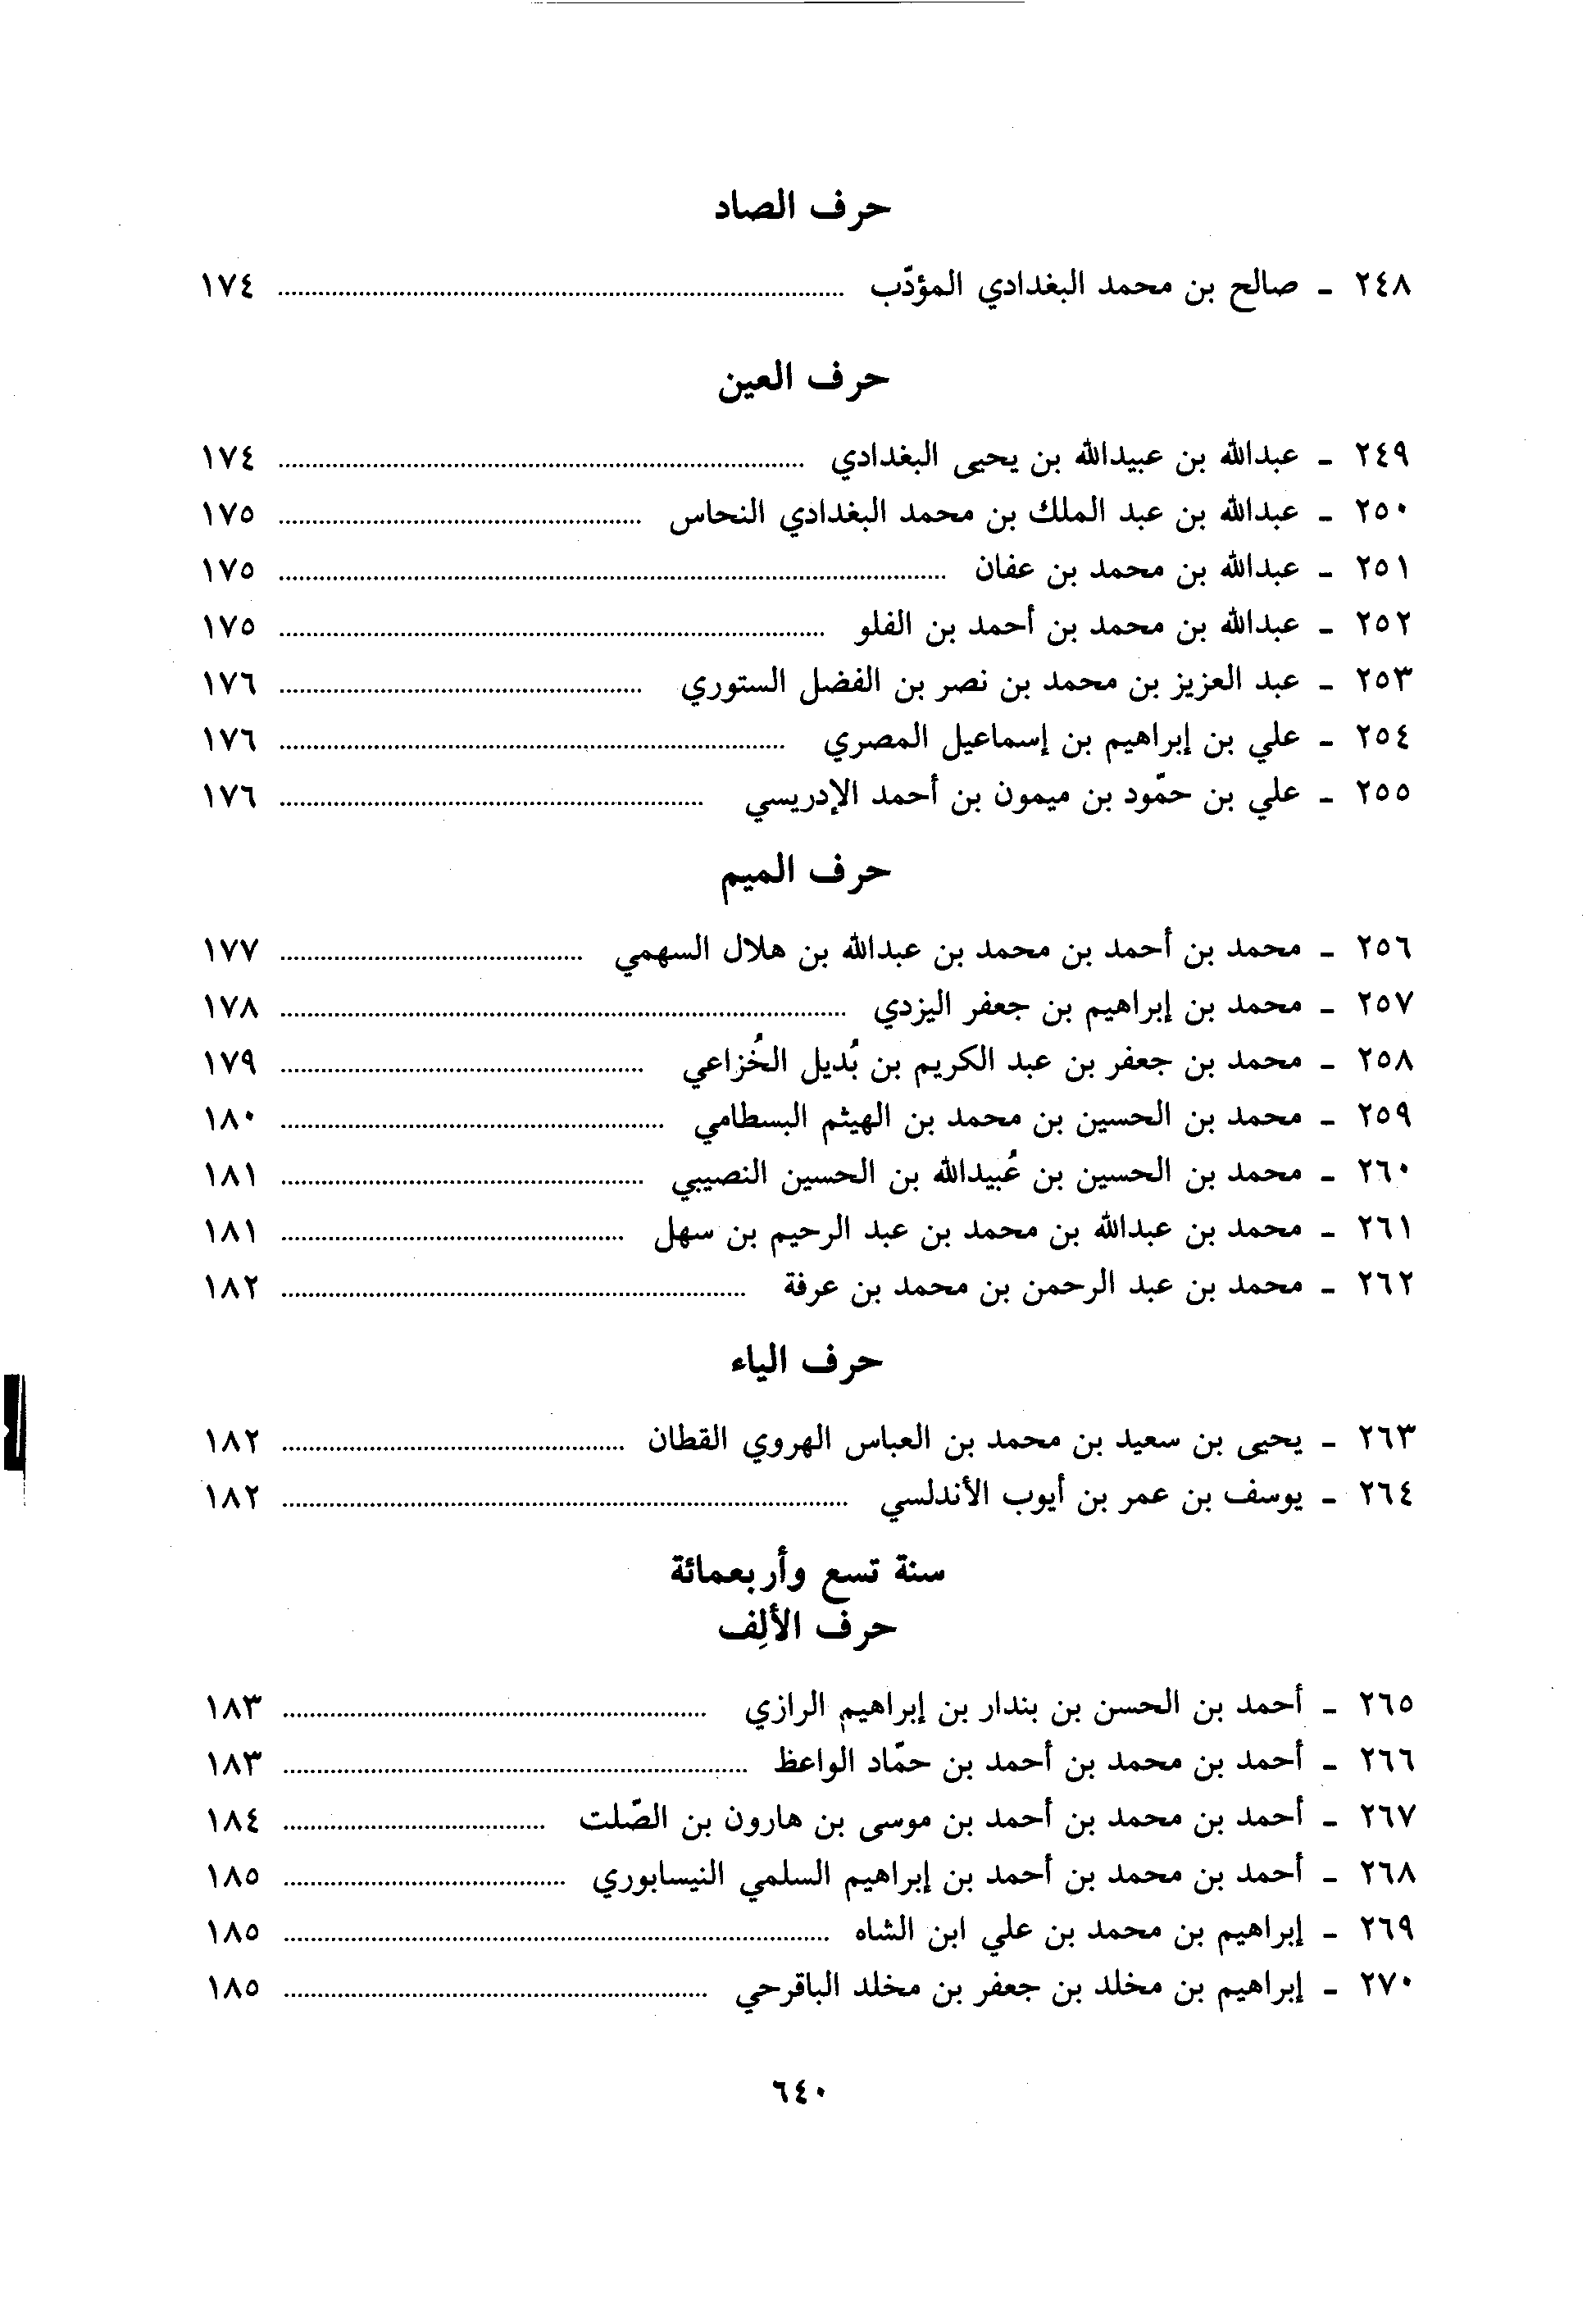 حرف الصاد
٢٤٨ - صالح بن محمد البغدادي المؤدّب ........ ١٧٤
حرف العين
٢٤٩ - عبدالله بن عبيدالله بن يحيى البغدادي ........ ١٧٤
٢٥٠ - عبدالله بن عبد الملك بن محمد البغدادي النحاس ........ ١٧٥
٢٥١ - عبدالله بن محمد بن عفان ........ ١٧٥
٢٥٢ - عبدالله بن محمد بن أحمد بن الفلو ........ ١٧٥
٢٥٣ - عبد العزيز بن محمد بن نصر بن الفضل الستوري ........ ١٧٦
٢٥٤ - علي بن إبراهيم بن إسماعيل المصري ........ ١٧٦
٢٥٥ - علي بن حمّود بن ميمون بن أحمد الإدريسي ........ ١٧٦
حرف الميم
٢٥٦ - محمد بن أحمد بن محمد بن عبدالله بن هلال السهمي ........ ١٧٧
٢٥٧ - محمد بن إبراهيم بن جعفر اليزدي ........ ١٧٨
٢٥٨ - محمد بن جعفر بن عبد الكريم بن بُديل الخُزاعي ........ ١٧٩
٢٥٩ - محمد بن الحسين بن محمد بن الهيثم البسطامي ........ ١٨٠
٢٦٠ - محمد بن الحسين بن عُبيدالله بن الحسين النصيبي ........ ١٨١
٢٦١ - محمد بن عبدالله بن محمد بن عبد الرحيم بن سهل ........ ١٨١
٢٦٢ - محمد بن عبد الرحمن بن محمد بن عرفة ........ ١٨٢
حرف الياء
٢٦٣ - يحيى بن سعيد بن محمد بن العباس الهروي القطان ........ ١٨٢
٢٦٤ - يوسف بن عمر بن أيوب الأندلسي ........ ١٨٢
سنة تسع وأربعمائة
حرف الألِف
٢٦٥ - أحمد بن الحسن بن بندار بن إبراهيم الرازي ........ ١٨٣
٢٦٦ - أحمد بن محمد بن أحمد بن حمّاد الواعظ ........ ١٨٣
٢٦٧ - أحمد بن محمد بن أحمد بن موسى بن هارون بن الصّلت ........ ١٨٤
٢٦٨ - أحمد بن محمد بن أحمد بن إبراهيم السلمي النيسابوري ........ ١٨٥
٢٦٩ - إبراهيم بن محمد بن علي ابن الشاه ........ ١٨٥
٢٧٠ - إبراهيم بن مخلد بن جعفر بن مخلد الباقرحي ........ ١٨٥
٦٤٠